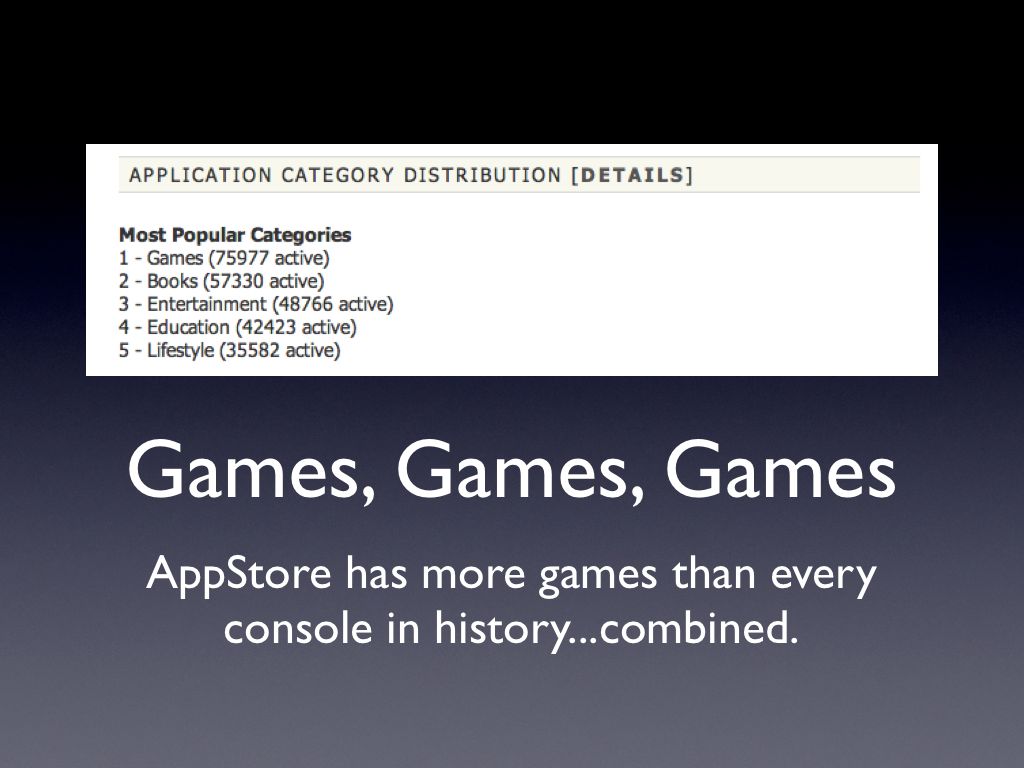 APPLICATION CATEGORY DISTRIBUTION [DETAILS]
Most Popular Categories
1 - Games (75977 active)
2 - Books (57330 active)
3 - Entertainment (48766 active)
4 - Education (42423 active)
5 - Lifestyle (35582 active)
Games, Games, Games
AppStore has more games than every
console in history...combined.